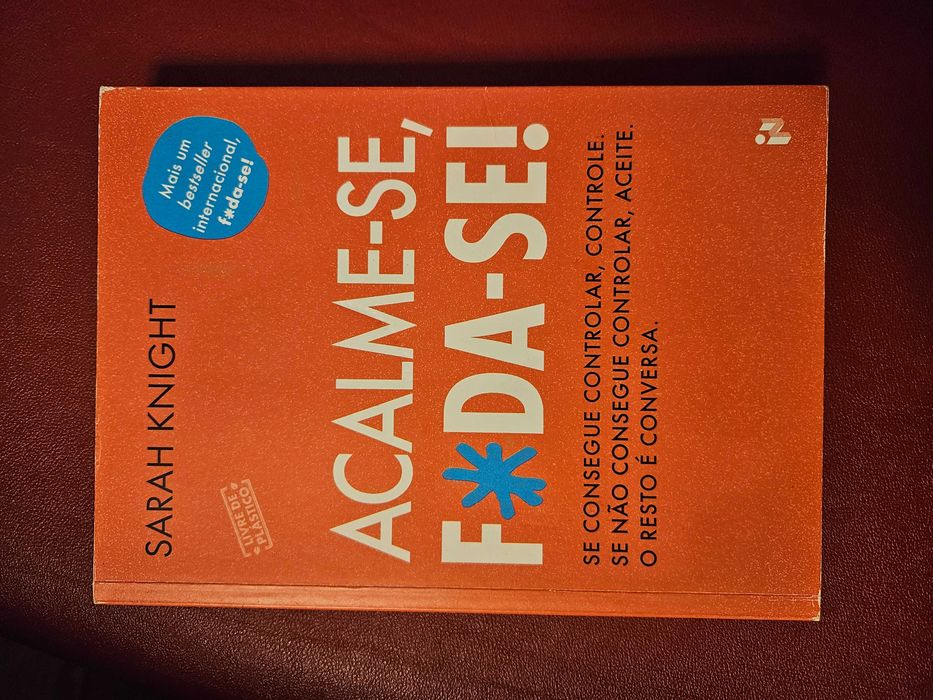 SARAH KNIGHT
Mais um
bestseller
internacional,
f*da-se!
LIVRE DE
PLÁSTICO
ACALME-SE,
F*DA-SE!
SE CONSEGUE CONTROLAR, CONTROLE.
SE NÃO CONSEGUE CONTROLAR, ACEITE.
O RESTO É CONVERSA.